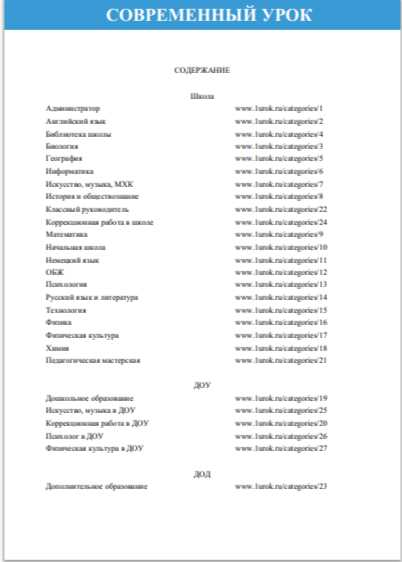 СОВРЕМЕННЫЙ УРОК
СОДЕРЖАНИЕ
Школа
Администратор www.1urok.ru/categories/1
Английский язык www.1urok.ru/categories/2
Библиотека школы www.1urok.ru/categories/4
Биология www.1urok.ru/categories/3
География www.1urok.ru/categories/5
Информатика www.1urok.ru/categories/6
Искусство, музыка, МХК www.1urok.ru/categories/7
История и обществознание www.1urok.ru/categories/8
Классный руководитель www.1urok.ru/categories/22
Коррекционная работа в школе www.1urok.ru/categories/24
Математика www.1urok.ru/categories/9
Начальная школа www.1urok.ru/categories/10
Немецкий язык www.1urok.ru/categories/11
ОБЖ www.1urok.ru/categories/12
Психология www.1urok.ru/categories/13
Русский язык и литература www.1urok.ru/categories/14
Технология www.1urok.ru/categories/15
Физика www.1urok.ru/categories/16
Физическая культура www.1urok.ru/categories/17
Химия www.1urok.ru/categories/18
Педагогическая мастерская www.1urok.ru/categories/21
ДОУ
Дошкольное образование www.1urok.ru/categories/19
Искусство, музыка в ДОУ www.1urok.ru/categories/25
Коррекционная работа в ДОУ www.1urok.ru/categories/20
Психолог в ДОУ www.1urok.ru/categories/26
Физическая культура в ДОУ www.1urok.ru/categories/27
ДОД
Дополнительное образование www.1urok.ru/categories/23